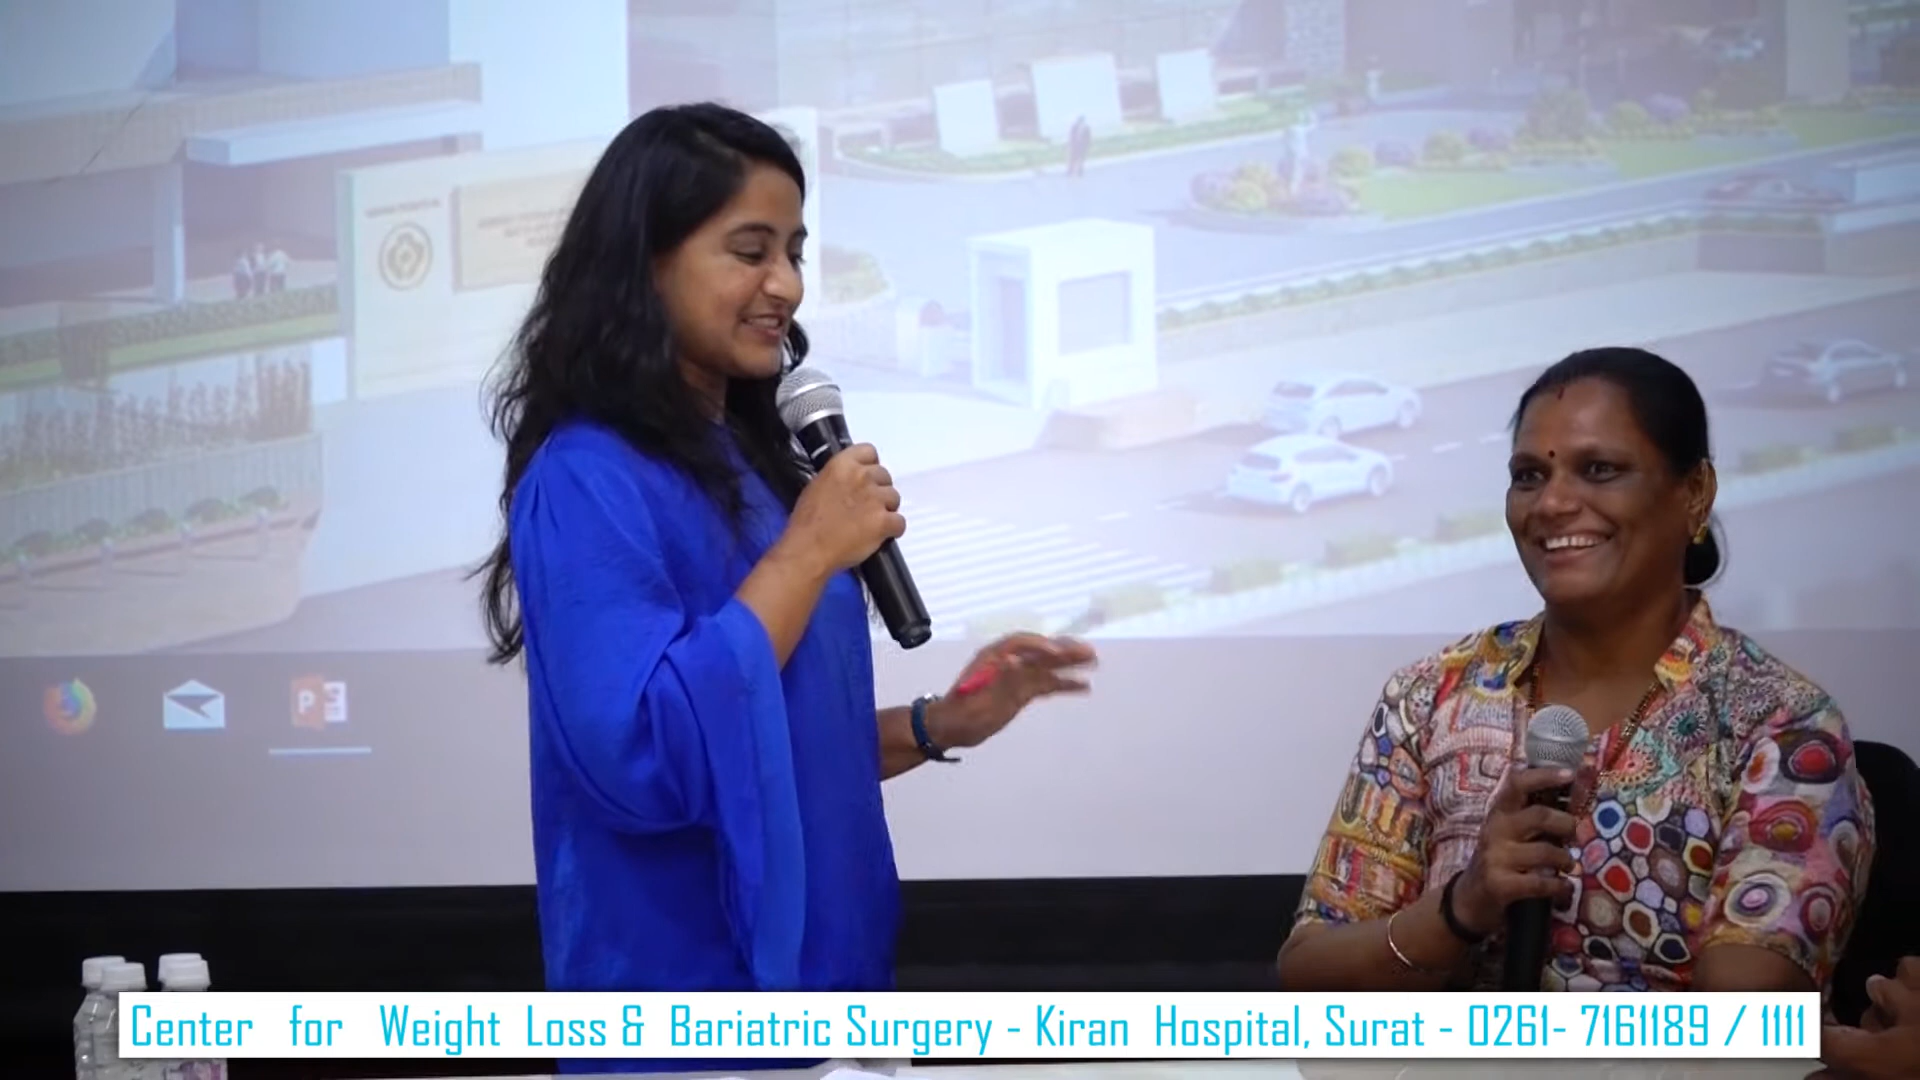 Center for Weight Loss & Bariatric Surgery - Kiran Hospital, Surat - 0261- 7161189 / 1111